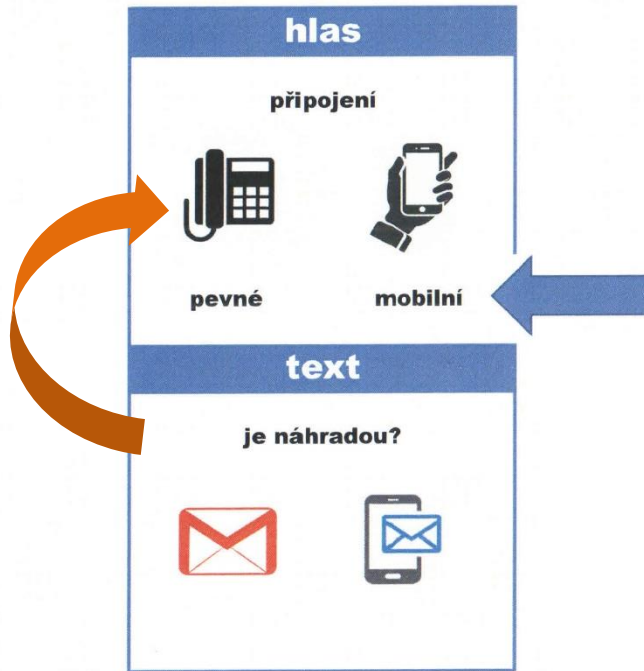 hlas
připojení
pevné
mobilní
text
je náhradou?